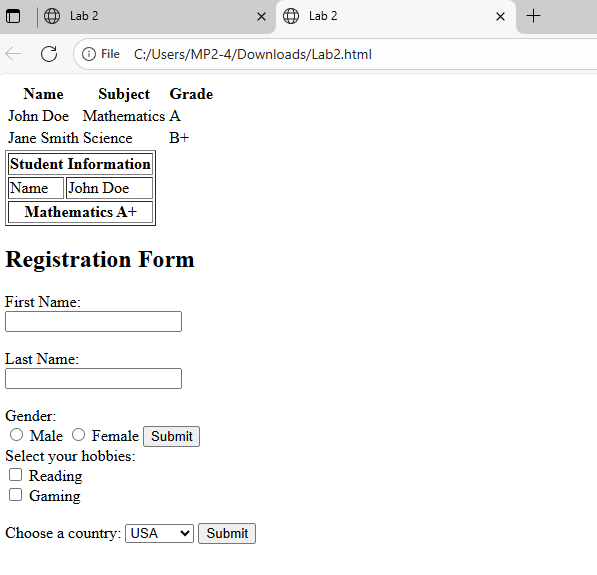 Lab 2
Lab 2
File C:/Users/MP2-4/Downloads/Lab2.html
Name Subject Grade
John Doe Mathematics A
Jane Smith Science B+
Student Information
Name John Doe
Mathematics A+
Registration Form
First Name:
Last Name:
Gender:
Male Female Submit
Select your hobbies:
Reading
Gaming
Choose a country: USA Submit